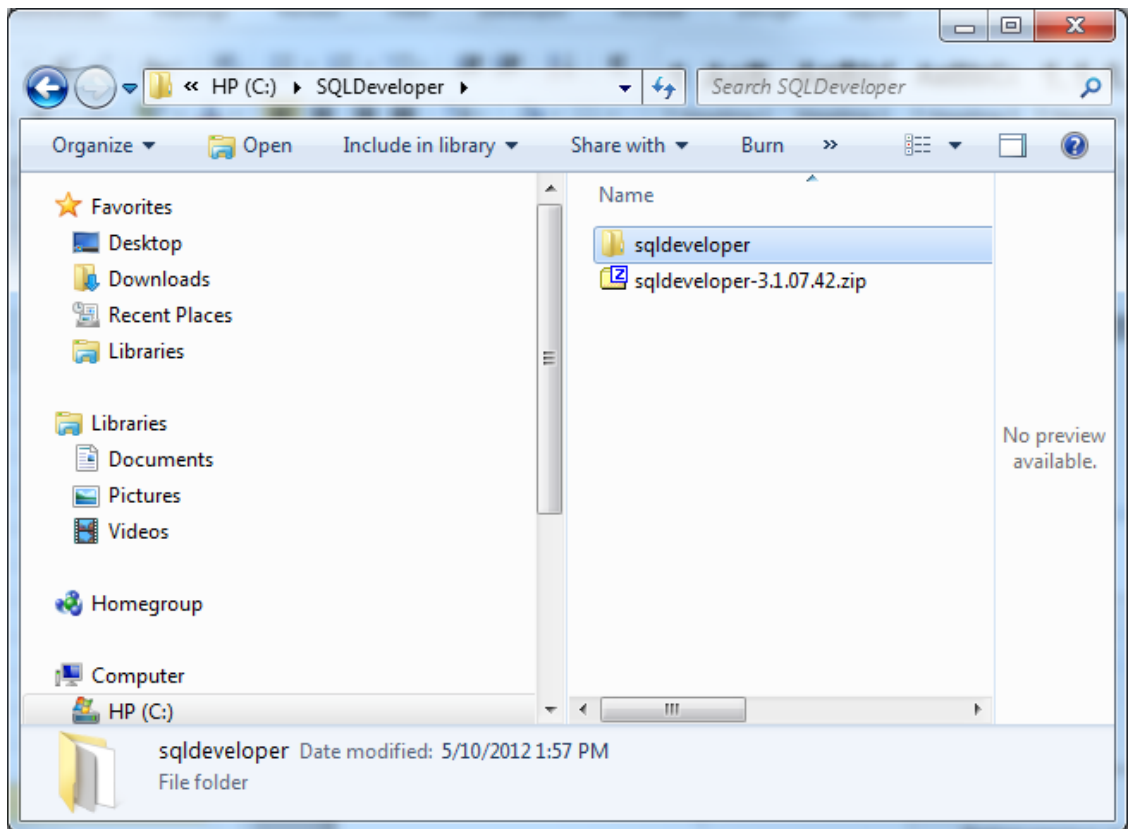 « HP (C:) ▸ SQLDeveloper ▸ Search SQLDeveloper
Organize Open Include in library Share with Burn »
Favorites
Desktop
Downloads
Recent Places
Libraries
Libraries
Documents
Pictures
Videos
Homegroup
Computer
HP (C:)
Name
sqldeveloper
sqldeveloper-3.1.07.42.zip
No preview
available.
sqldeveloper Date modified: 5/10/2012 1:57 PM
File folder